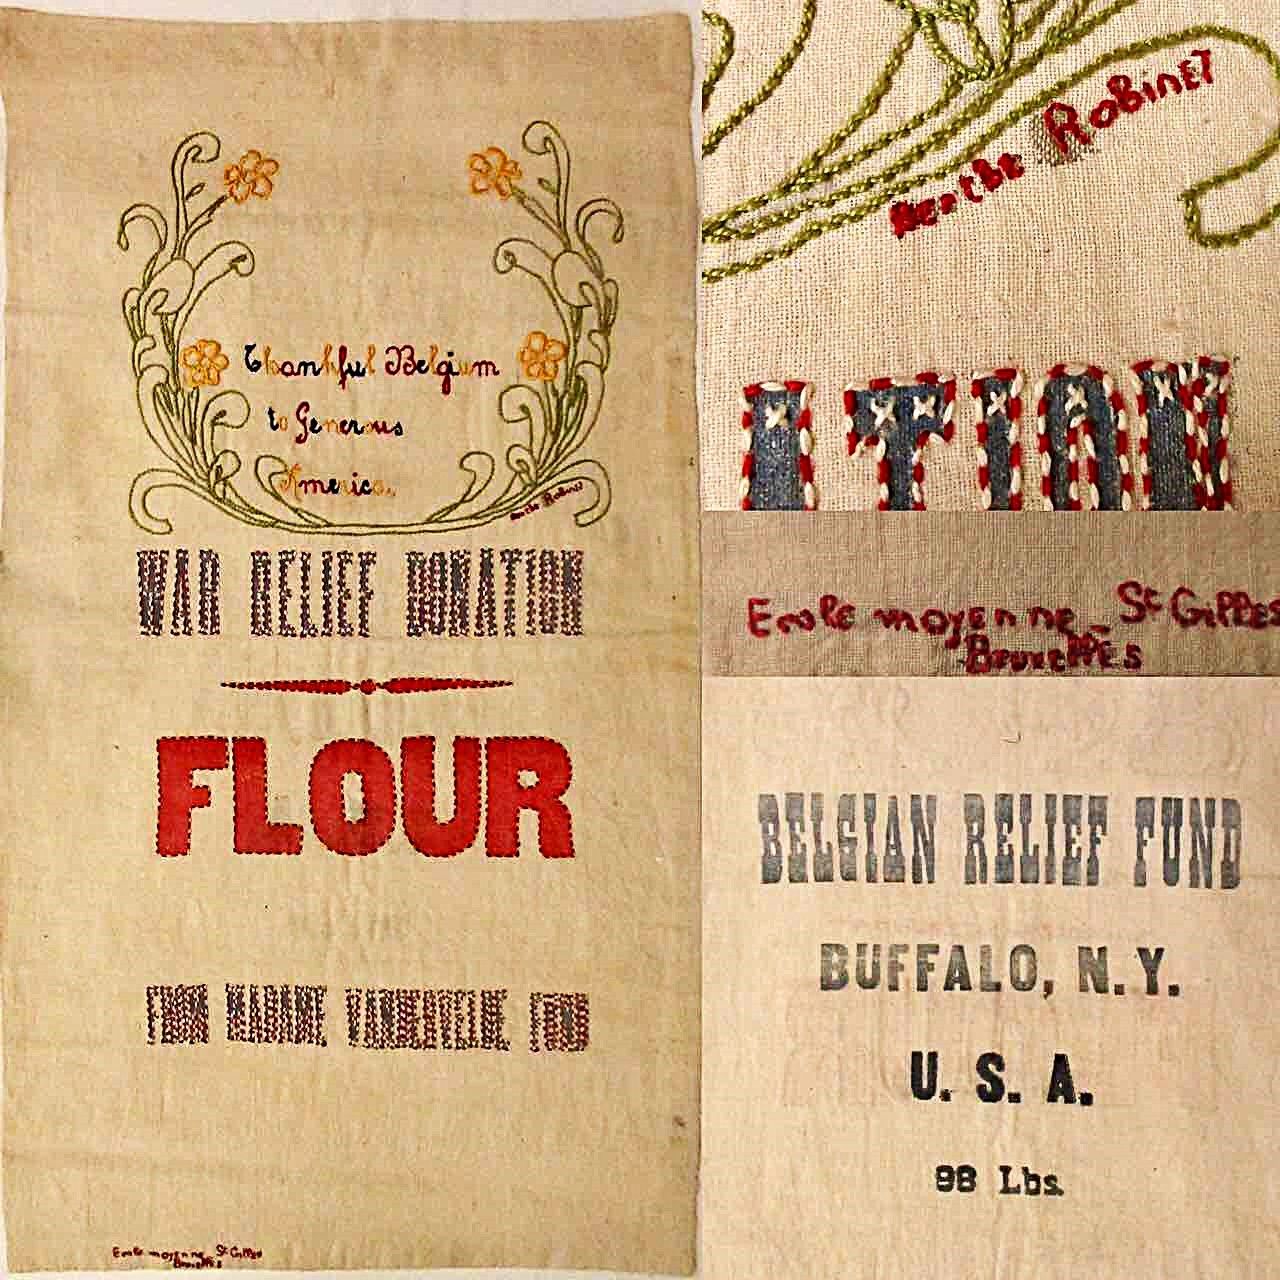 Thankful Belgium
to Generous
America.
Berthe Robinet
WAR RELIEF DONATION
FLOUR
FROM MADAME VANDERVELDE FUND
Ecole moyenne St Gilles
Bruxelles
Berthe Robinet
ATION
Ecole moyenne - St Gilles
Bruxelles
BELGIAN RELIEF FUND
BUFFALO, N.Y.
U. S. A.
98 Lbs.